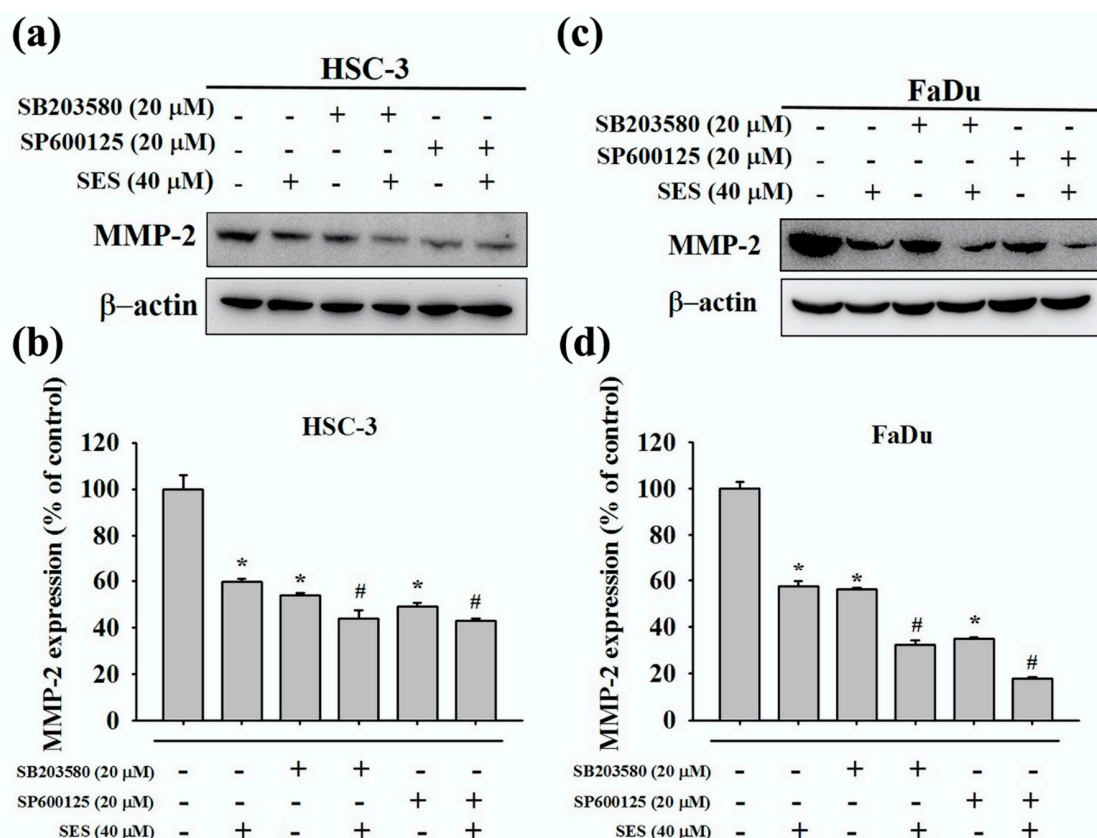 (a)
HSC-3
SB203580 (20 μM) - - + + - -
SP600125 (20 μM) - - - - + +
SES (40 μM) - + - + - +
MMP-2
β–actin
(c)
FaDu
SB203580 (20 μM) - - + + - -
SP600125 (20 μM) - - - - + +
SES (40 μM) - + - + - +
MMP-2
β–actin
(b)
HSC-3
MMP-2 expression (% of control)
120
100
80
60
40
20
0
* * # * #
SB203580 (20 μM) - - + + - -
SP600125 (20 μM) - - - - + +
SES (40 μM) - + - + - +
(d)
FaDu
MMP-2 expression (% of control)
120
100
80
60
40
20
0
* * # * #
SB203580 (20 μM) - - + + - -
SP600125 (20 μM) - - - - + +
SES (40 μM) - + - + - +